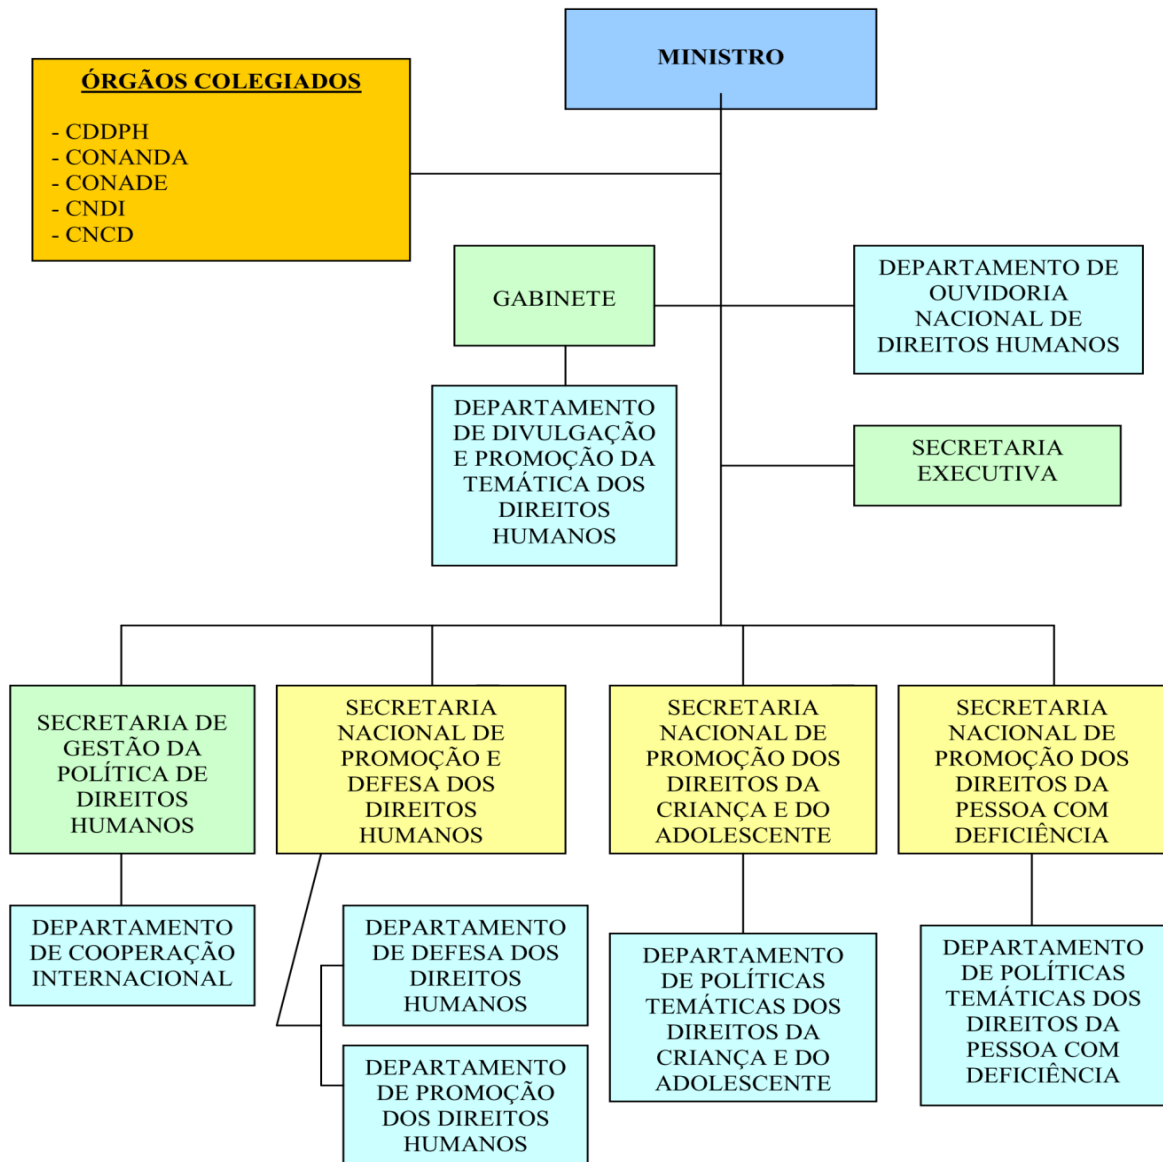 MINISTRO
ÓRGÃOS COLEGIADOS
- CDDPH
- CONANDA
- CONADE
- CNDI
- CNCD
GABINETE
DEPARTAMENTO DE
OUVIDORIA
NACIONAL DE
DIREITOS HUMANOS
DEPARTAMENTO
DE DIVULGAÇÃO
E PROMOÇÃO DA
TEMÁTICA DOS
DIREITOS
HUMANOS
SECRETARIA
EXECUTIVA
SECRETARIA DE
GESTÃO DA
POLÍTICA DE
DIREITOS
HUMANOS
SECRETARIA
NACIONAL DE
PROMOÇÃO E
DEFESA DOS
DIREITOS
HUMANOS
SECRETARIA
NACIONAL DE
PROMOÇÃO DOS
DIREITOS DA
CRIANÇA E DO
ADOLESCENTE
SECRETARIA
NACIONAL DE
PROMOÇÃO DOS
DIREITOS DA
PESSOA COM
DEFICIÊNCIA
DEPARTAMENTO
DE COOPERAÇÃO
INTERNACIONAL
DEPARTAMENTO
DE DEFESA DOS
DIREITOS
HUMANOS
DEPARTAMENTO
DE PROMOÇÃO
DOS DIREITOS
HUMANOS
DEPARTAMENTO
DE POLÍTICAS
TEMÁTICAS DOS
DIREITOS DA
CRIANÇA E DO
ADOLESCENTE
DEPARTAMENTO
DE POLÍTICAS
TEMÁTICAS DOS
DIREITOS DA
PESSOA COM
DEFICIÊNCIA